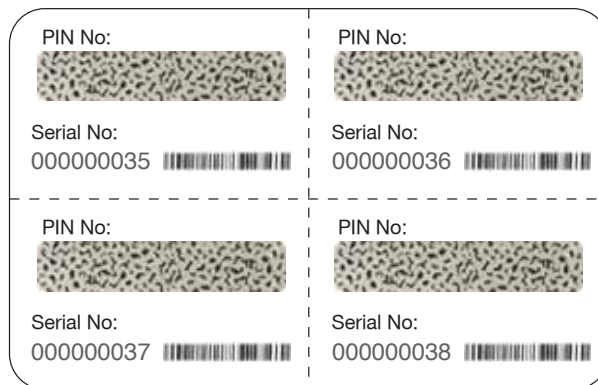 PIN No:
Serial No:
000000035
PIN No:
Serial No:
000000036
PIN No:
Serial No:
000000037
PIN No:
Serial No:
000000038